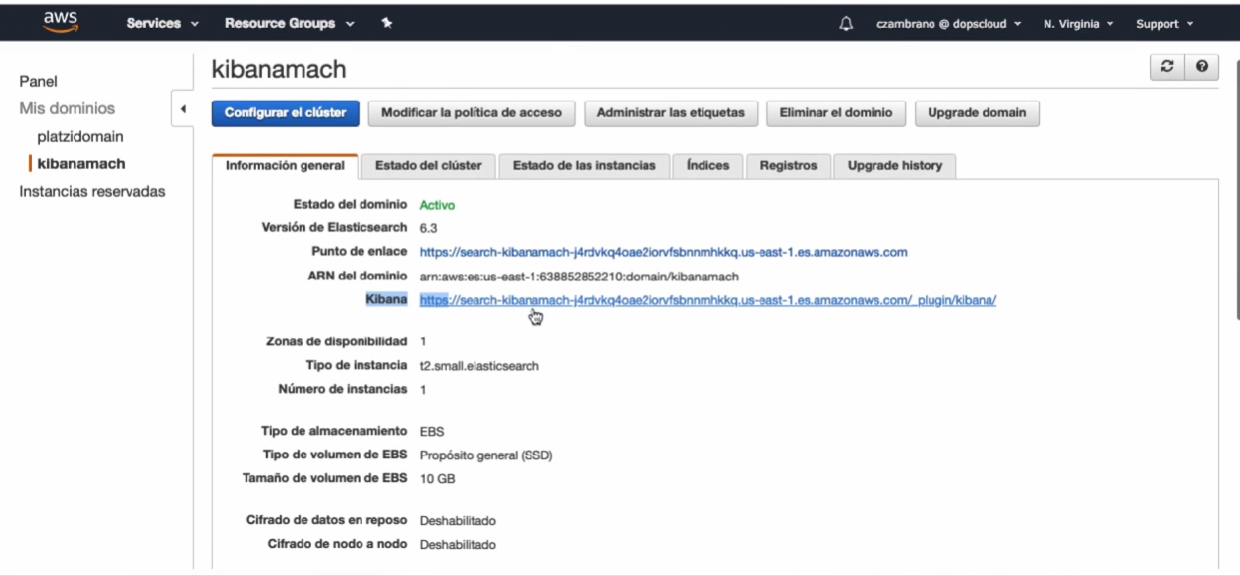 aws Services Resource Groups czambrano @ dopscloud N. Virginia Support
Panel
Mis dominios
platzidomain
kibanamach
Instancias reservadas
kibanamach
Configurar el clúster Modificar la política de acceso Administrar las etiquetas Eliminar el dominio Upgrade domain
Información general Estado del clúster Estado de las instancias Índices Registros Upgrade history
Estado del dominio Activo
Versión de Elasticsearch 6.3
Punto de enlace https://search-kibanamach-j4rdvkq4oae2iorvfsbnnmhkkq.us-east-1.es.amazonaws.com
ARN del dominio arn:aws:es:us-east-1:638852852210:domain/kibanamach
Kibana https://search-kibanamach-j4rdvkq4oae2iorvfsbnnmhkkq.us-east-1.es.amazonaws.com/_plugin/kibana/
Zonas de disponibilidad 1
Tipo de instancia t2.small.elasticsearch
Número de instancias 1
Tipo de almacenamiento EBS
Tipo de volumen de EBS Propósito general (SSD)
Tamaño de volumen de EBS 10 GB
Cifrado de datos en reposo Deshabilitado
Cifrado de nodo a nodo Deshabilitado